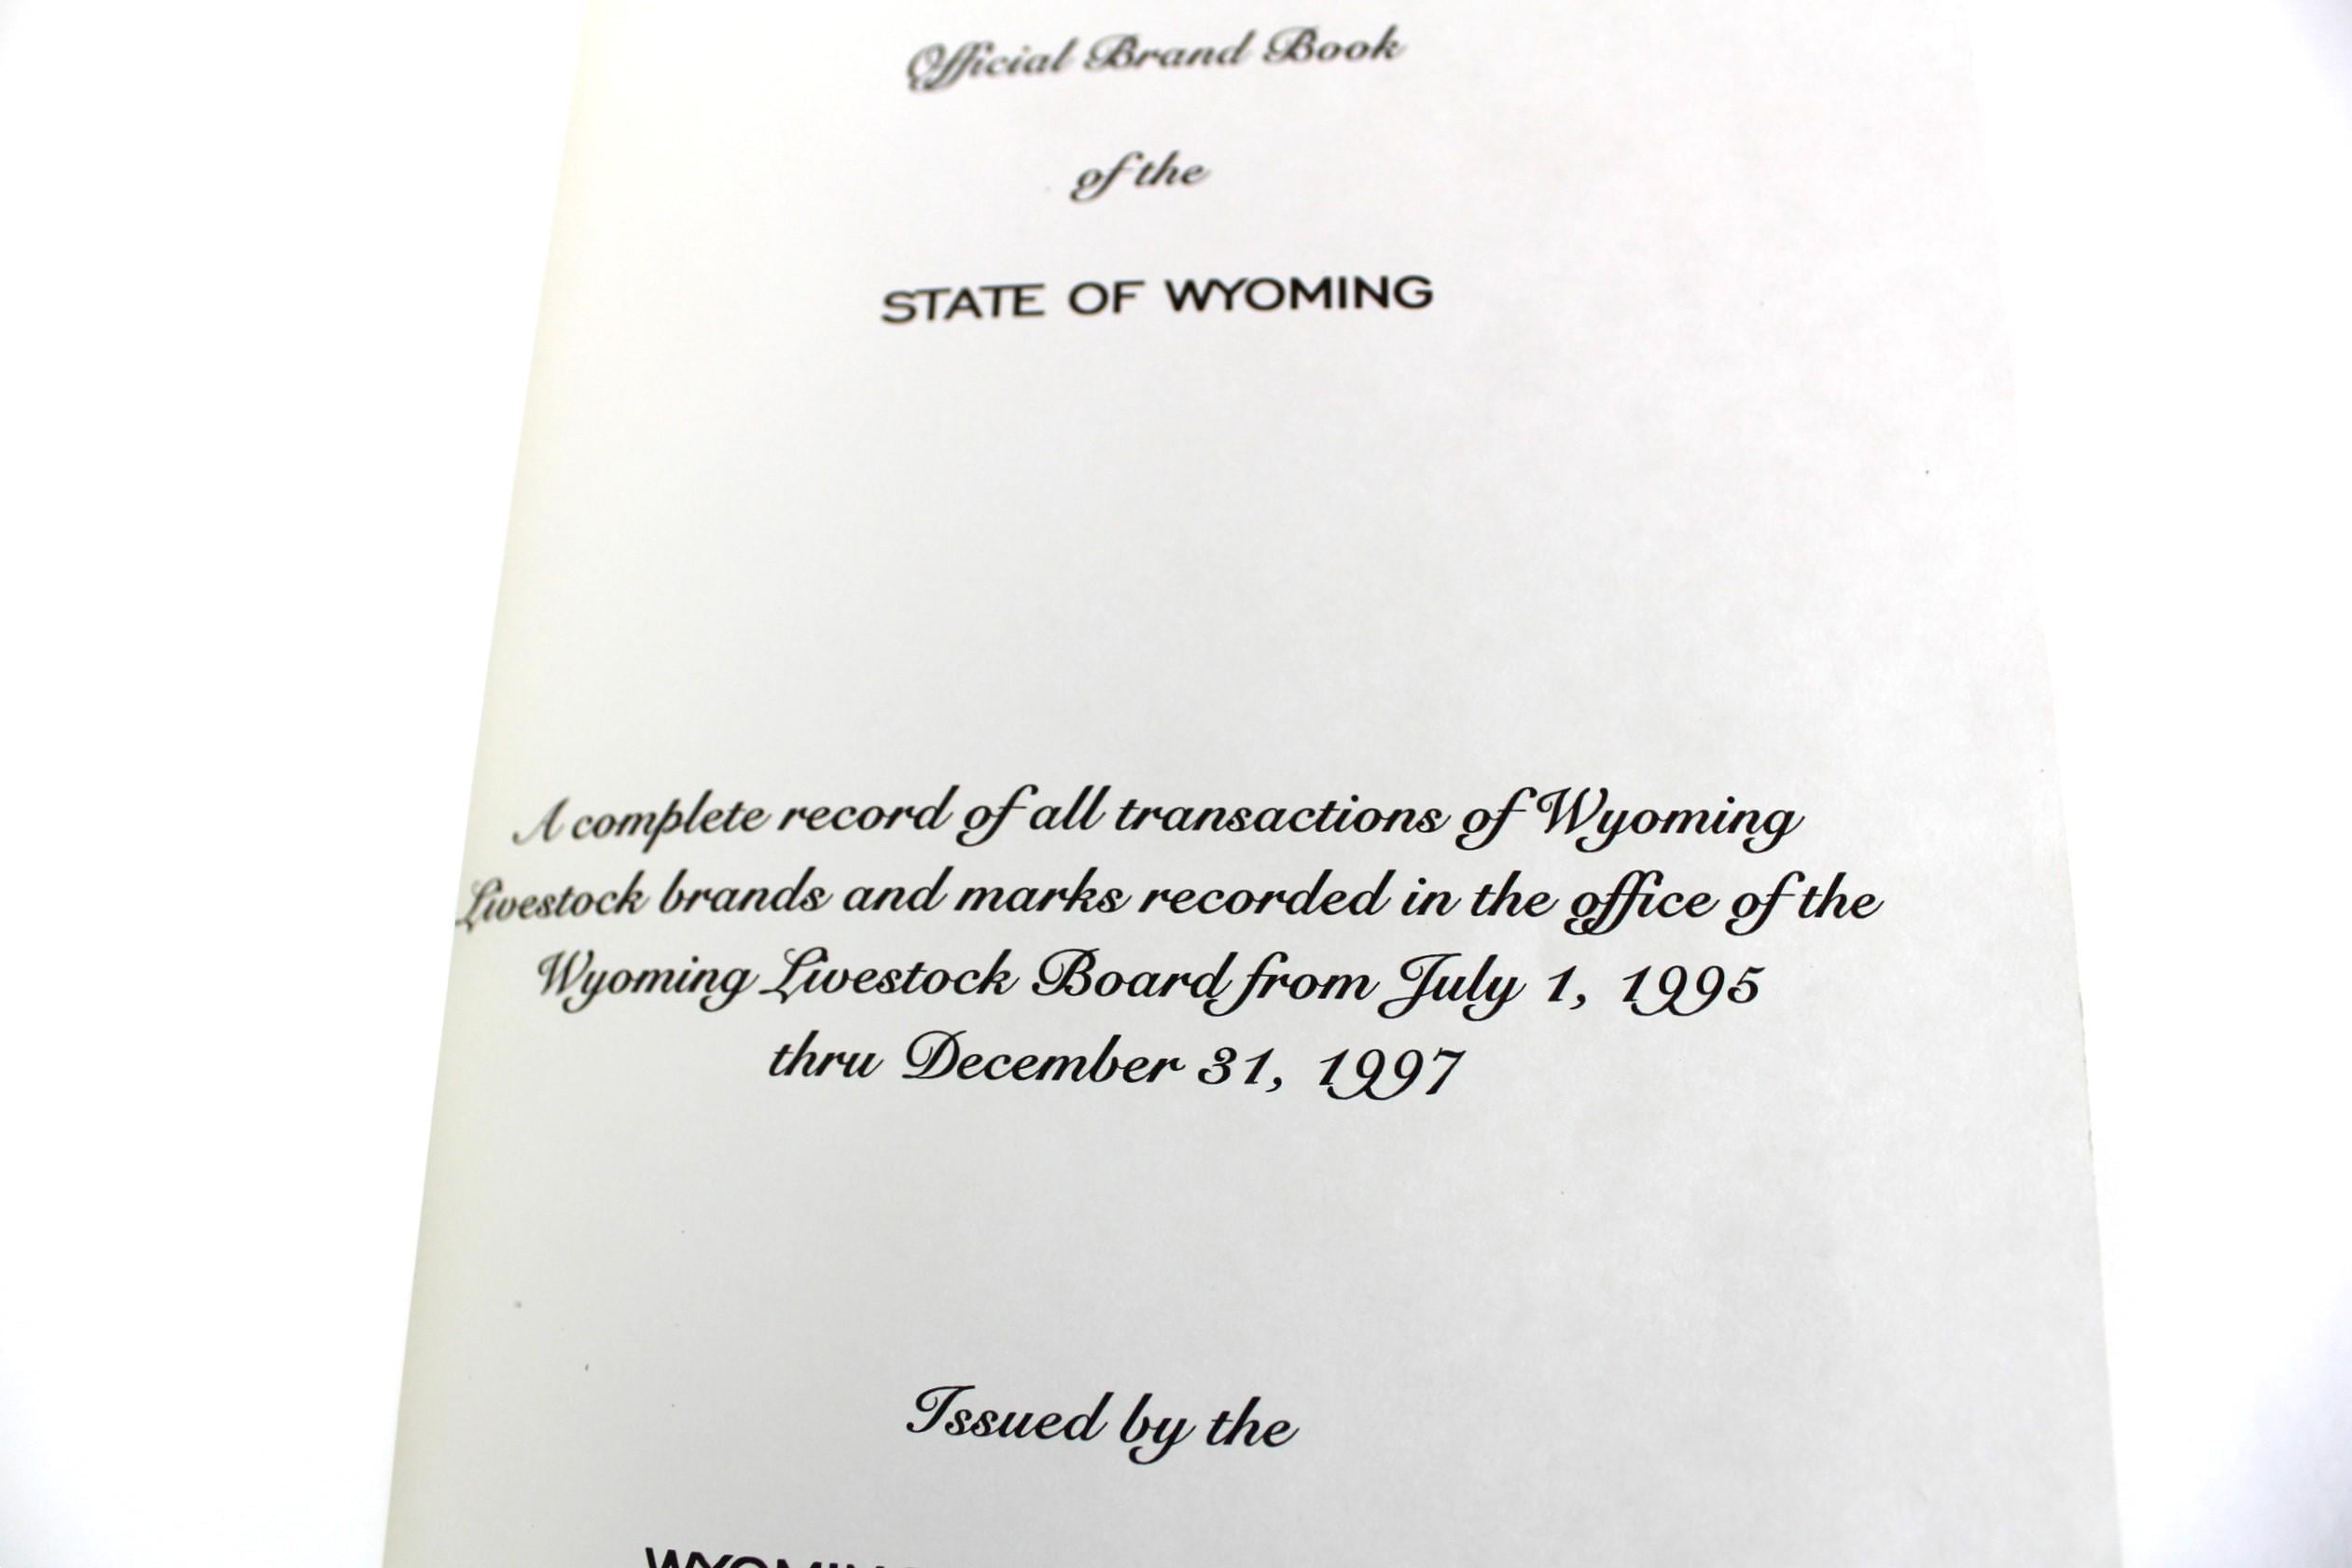 Official Brand Book
of the
STATE OF WYOMING
A complete record of all transactions of Wyoming
Livestock brands and marks recorded in the office of the
Wyoming Livestock Board from July 1, 1995
thru December 31, 1997
Issued by the